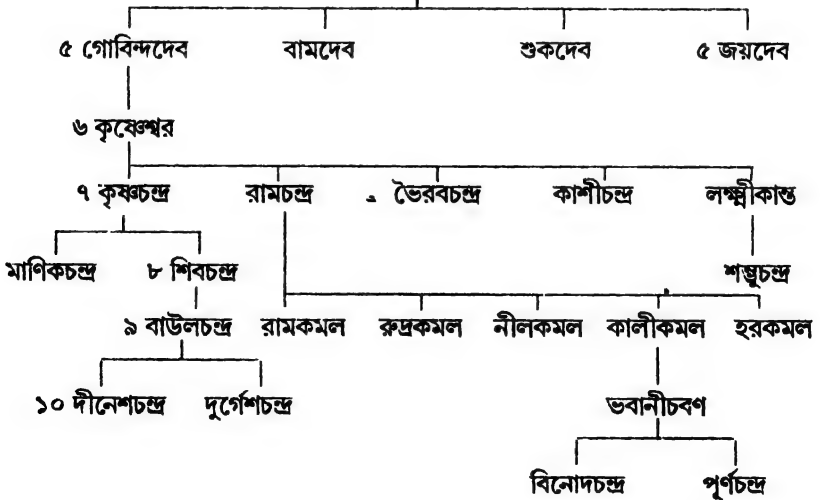 ৫ গোবিন্দদেব বামদেব শুকদেব ৫ জয়দেব
৬ কৃষ্ণেশ্বর
৭ কৃষ্ণচন্দ্র রামচন্দ্র ভৈরবচন্দ্র কাশীচন্দ্র লক্ষ্মীকান্ত
মাণিকচন্দ্র ৮ শিবচন্দ্র শম্ভূচন্দ্র
৯ বাউলচন্দ্র রামকমল রুদ্রকমল নীলকমল কালীকমল হরকমল
১০ দীনেশচন্দ্র দুর্গেশচন্দ্র ভবানীচবণ
বিনোদচন্দ্র পূর্ণচন্দ্র